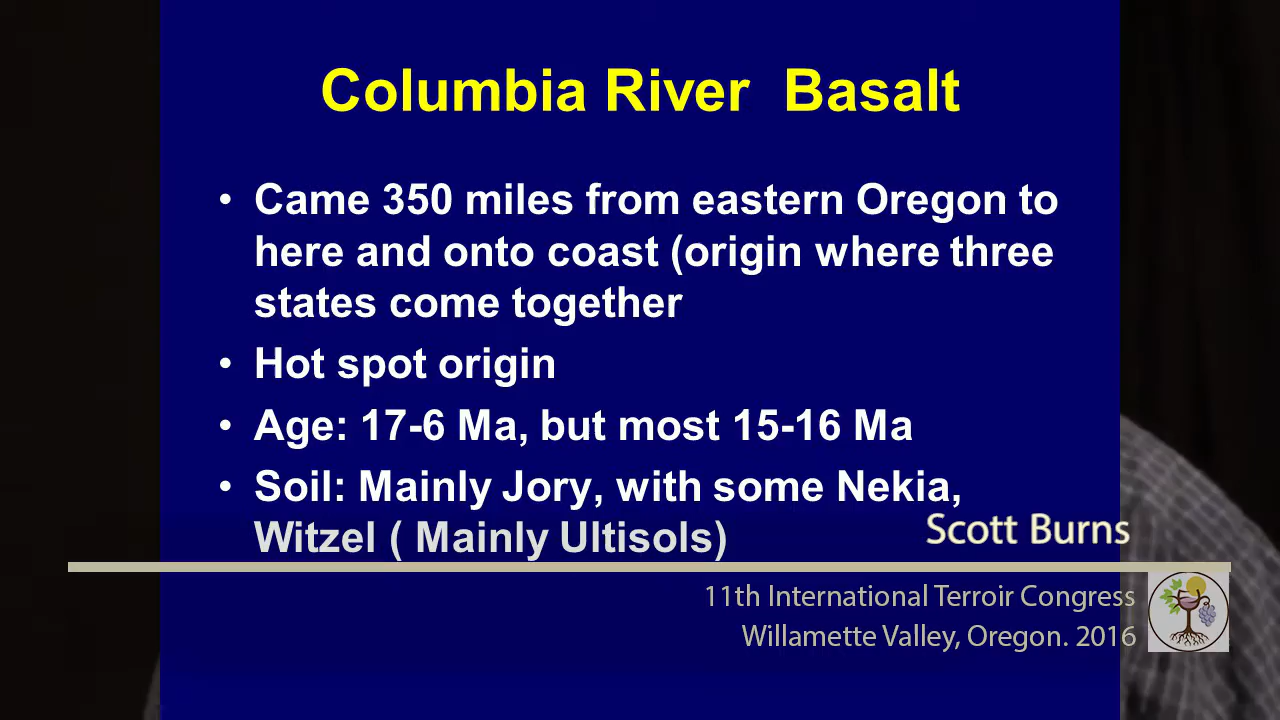 Columbia River  Basalt
• Came 350 miles from eastern Oregon to
here and onto coast (origin where three
states come together
• Hot spot origin
• Age: 17-6 Ma, but most 15-16 Ma
• Soil: Mainly Jory, with some Nekia,
Witzel ( Mainly Ultisols)
Scott Burns
11th International Terroir Congress
Willamette Valley, Oregon. 2016